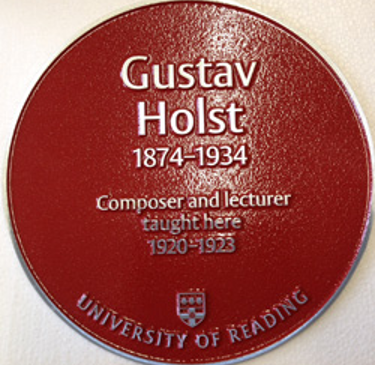 Gustav
Holst
1874–1934
Composer and lecturer
taught here
1920–1923
UNIVERSITY OF READING